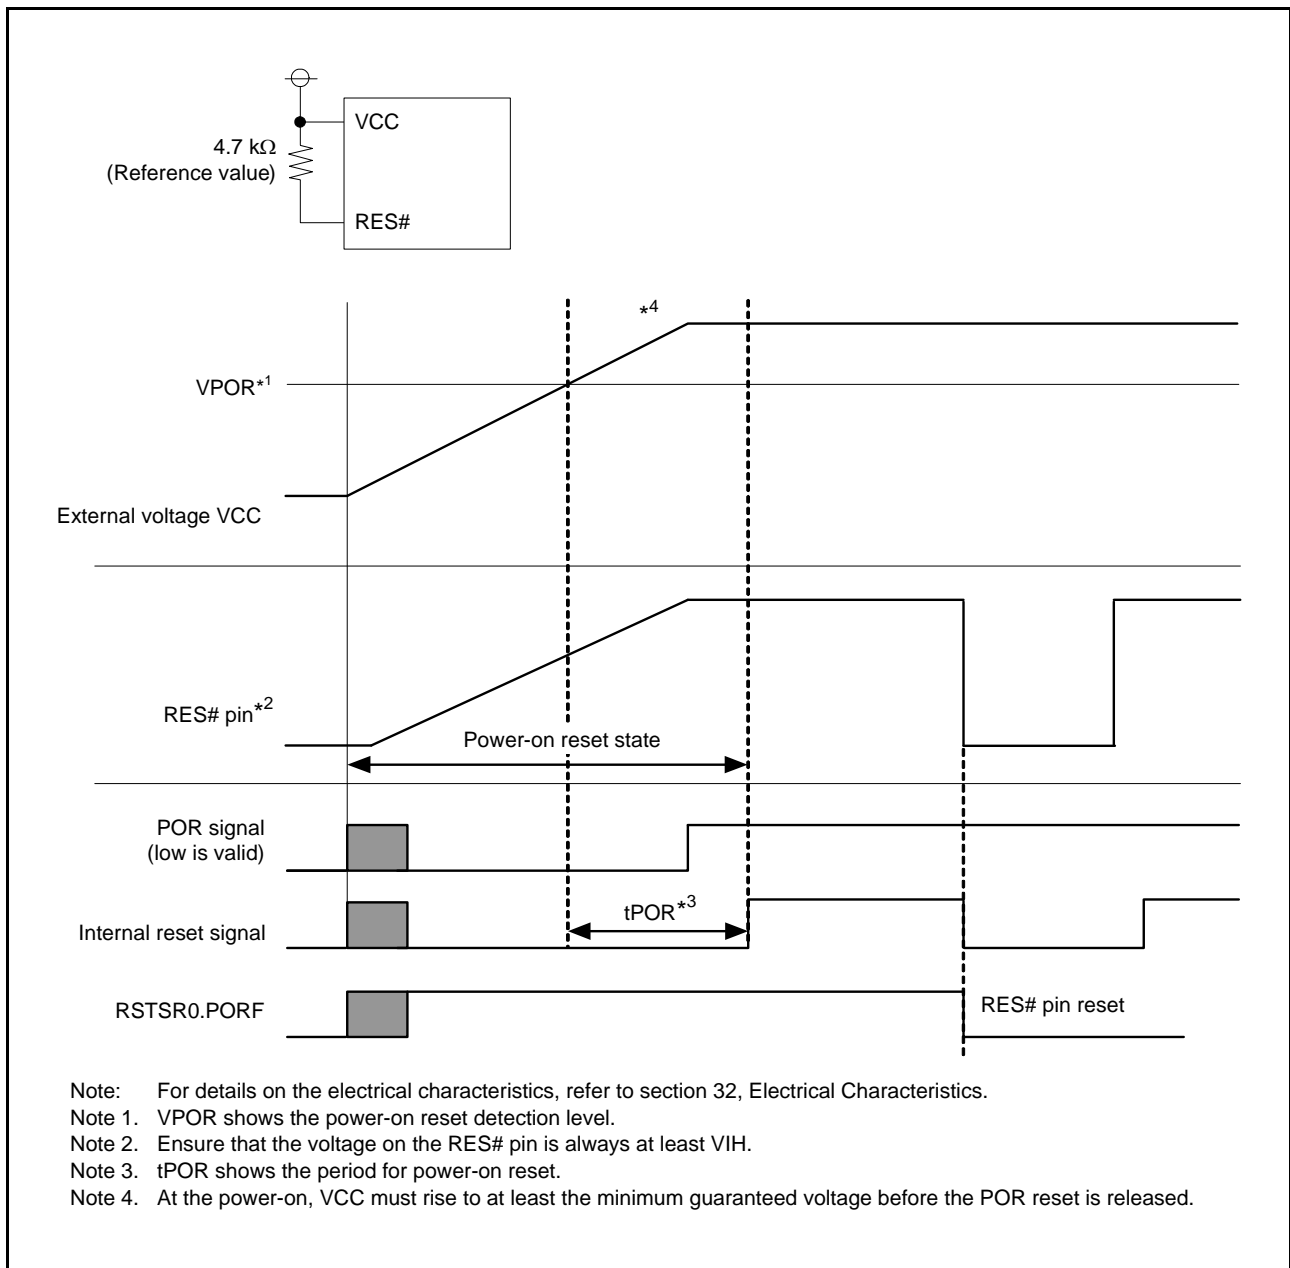 VCC
4.7 kΩ
(Reference value)
RES#
*4
VPOR*1
External voltage VCC
RES# pin*2
Power-on reset state
POR signal
(low is valid)
tPOR*3
Internal reset signal
RSTSR0.PORF
RES# pin reset
Note: For details on the electrical characteristics, refer to section 32, Electrical Characteristics.
Note 1. VPOR shows the power-on reset detection level.
Note 2. Ensure that the voltage on the RES# pin is always at least VIH.
Note 3. tPOR shows the period for power-on reset.
Note 4. At the power-on, VCC must rise to at least the minimum guaranteed voltage before the POR reset is released.